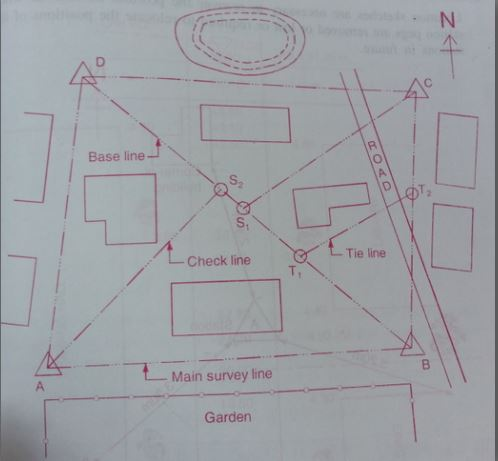 N
D
C
ROAD
Base line
S₂
S₁
T₂
Check line
Tie line
T₁
B
A
Main survey line
Garden